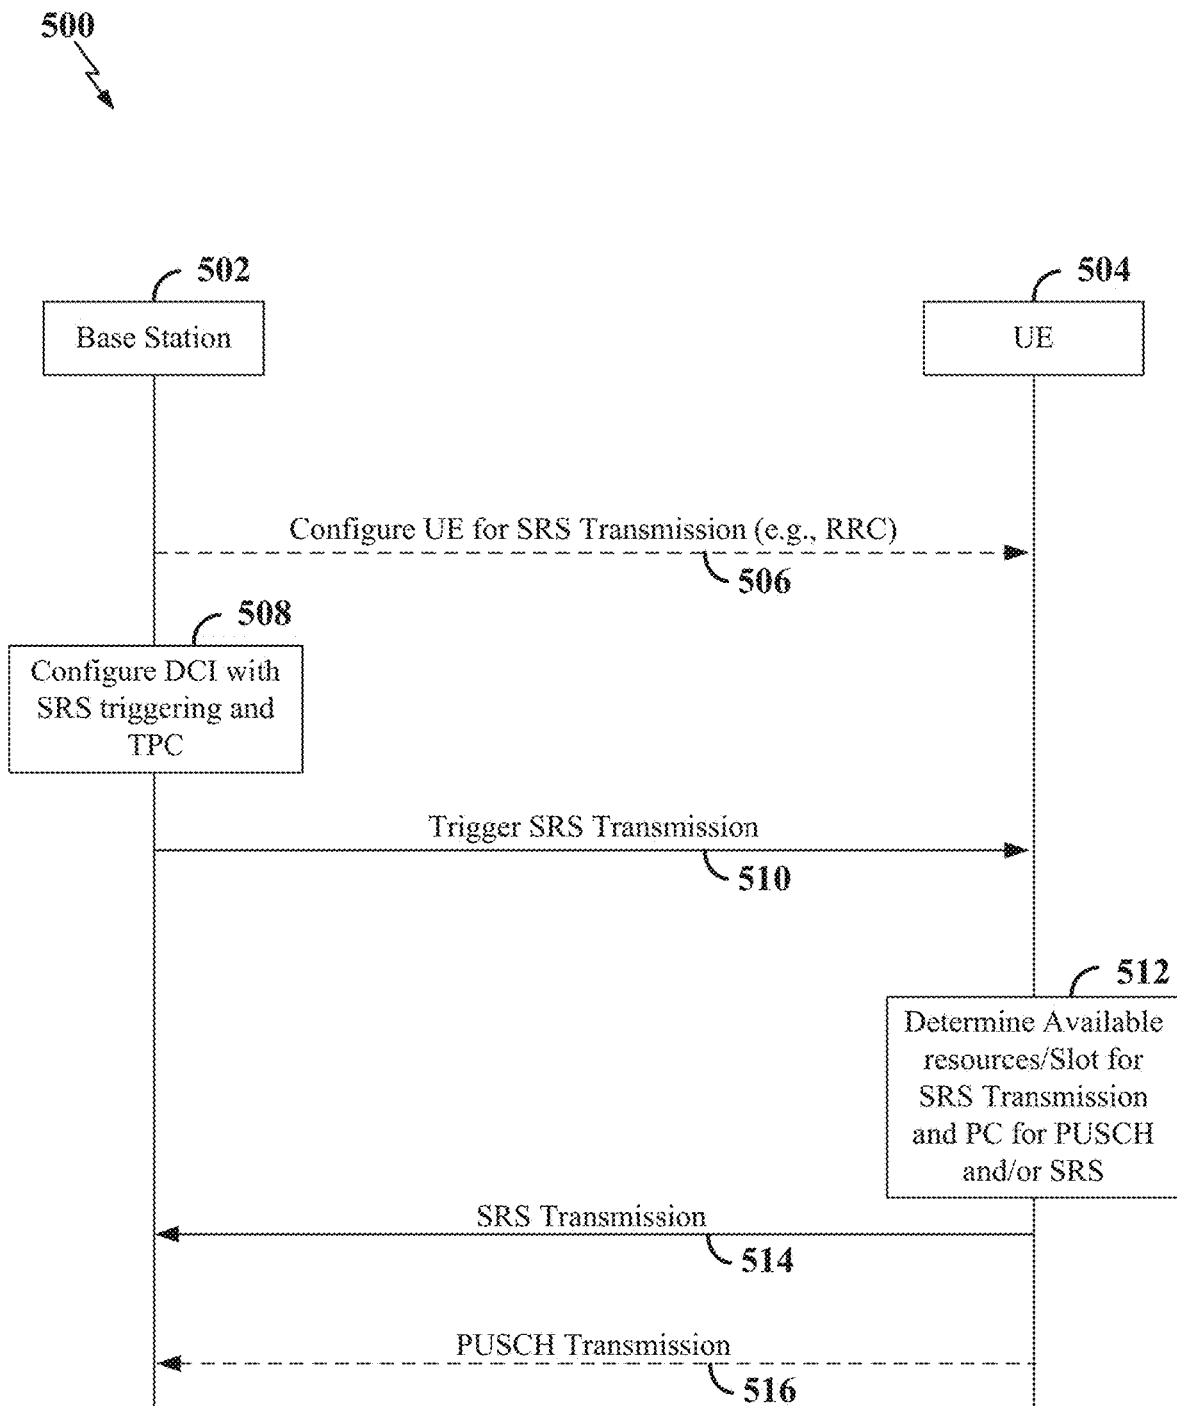 500
502
504
Base Station
UE
Configure UE for SRS Transmission (e.g., RRC)
506
508
Configure DCI with
SRS triggering and
TPC
Trigger SRS Transmission
510
512
Determine Available
resources/Slot for
SRS Transmission
and PC for PUSCH
and/or SRS
SRS Transmission
514
PUSCH Transmission
516